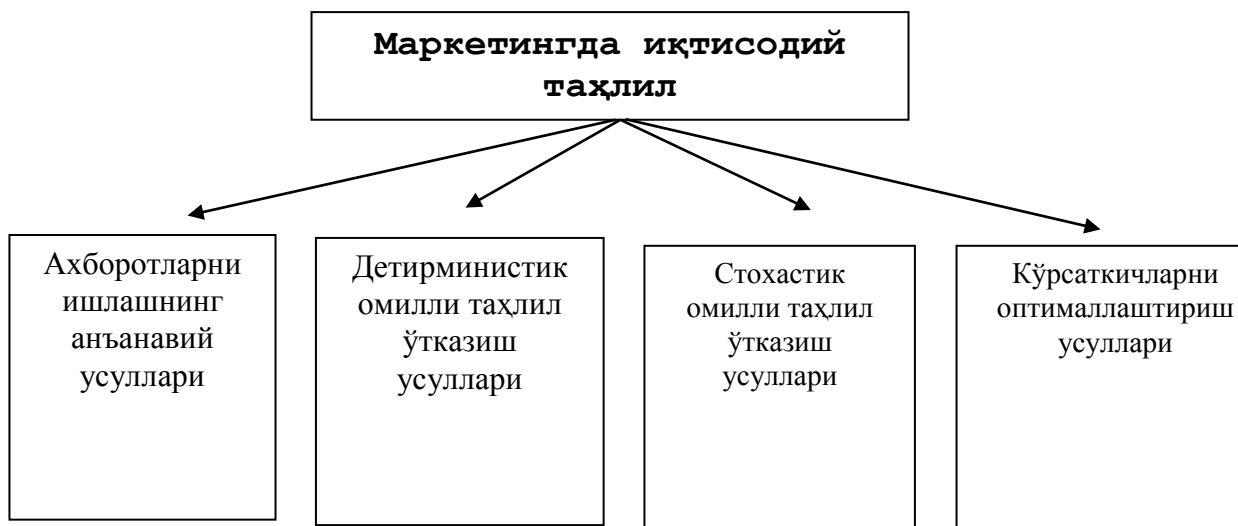 Маркетингда иқтисодий
таҳлил
Ахборотларни
ишлашнинг
анъанавий
усуллари
Детирминистик
омилли таҳлил
ўтказиш
усуллари
Стохастик
омилли таҳлил
ўтказиш
усуллари
Кўрсаткичларни
оптималлаштириш
усуллари